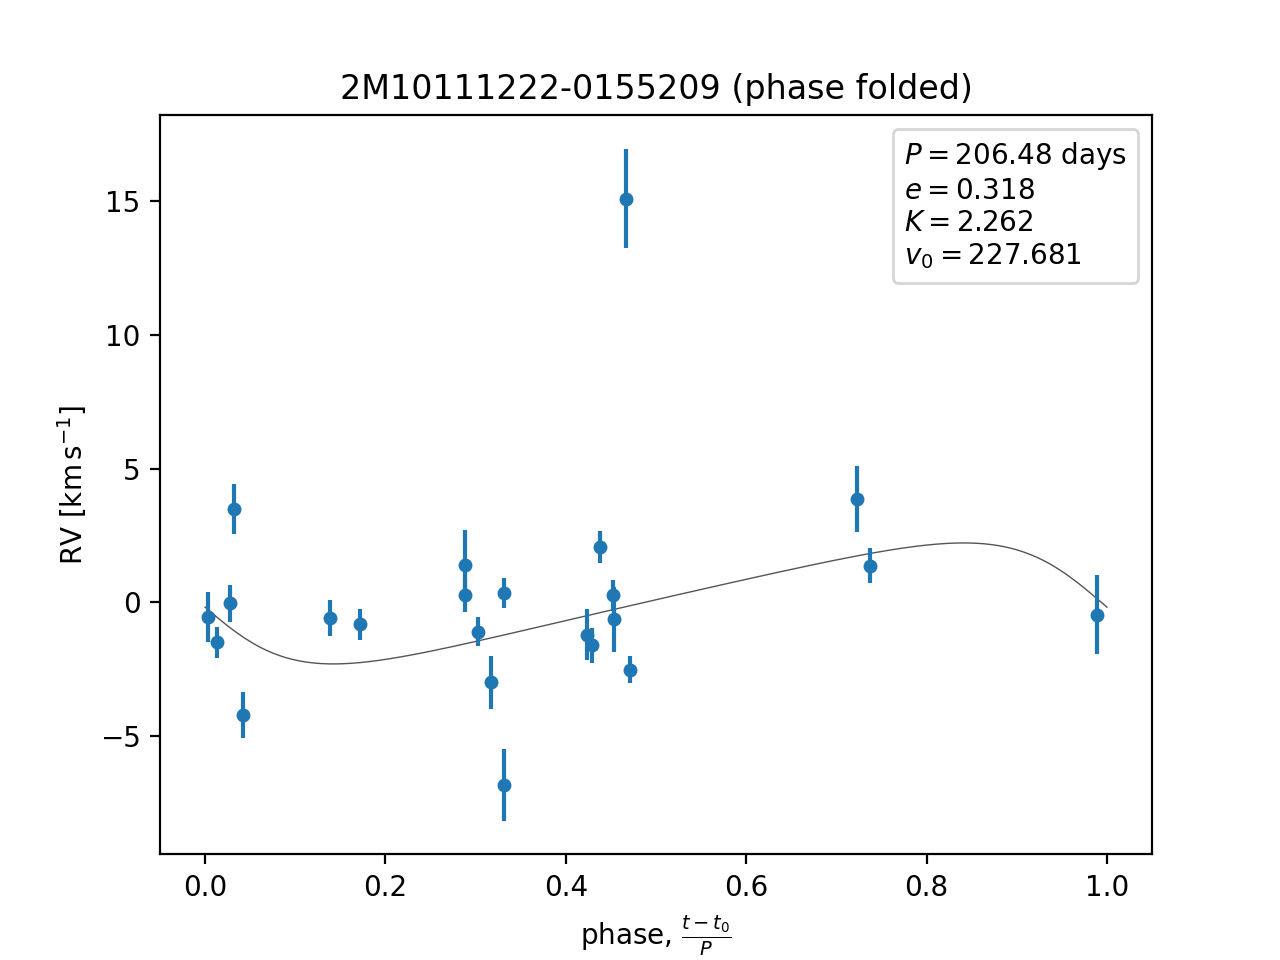 2M10111222-0155209 (phase folded)
P = 206.48 days
e = 0.318
K = 2.262
v₀ = 227.681
15
10
5
0
−5
RV [km s⁻¹]
0.0 0.2 0.4 0.6 0.8 1.0
phase, (t − t₀)/P